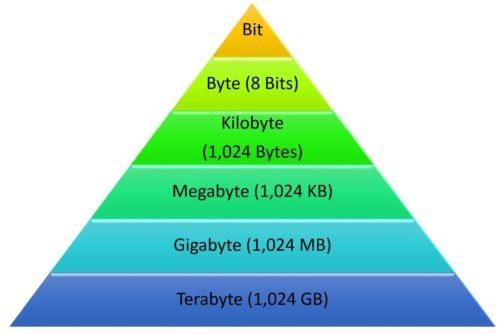 Bit
Byte (8 Bits)
Kilobyte
(1,024 Bytes)
Megabyte (1,024 KB)
Gigabyte (1,024 MB)
Terabyte (1,024 GB)